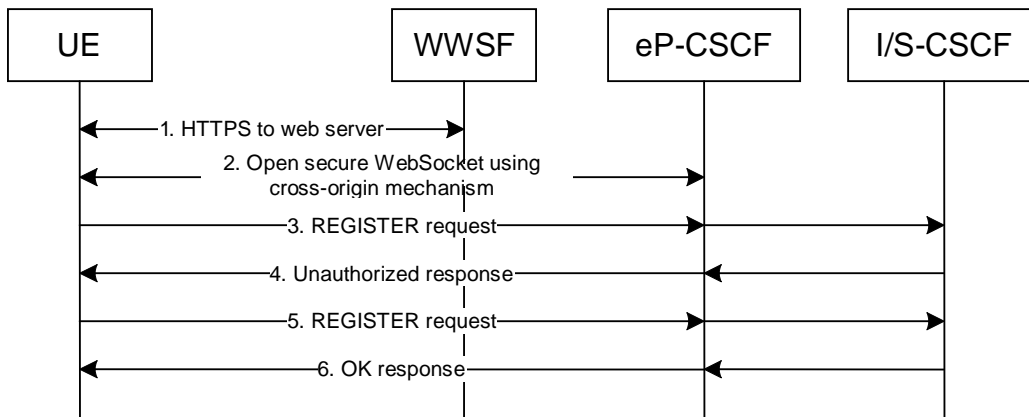 UE
WWSF
eP-CSCF
I/S-CSCF
1. HTTPS to web server
2. Open secure WebSocket using
cross-origin mechanism
3. REGISTER request
4. Unauthorized response
5. REGISTER request
6. OK response